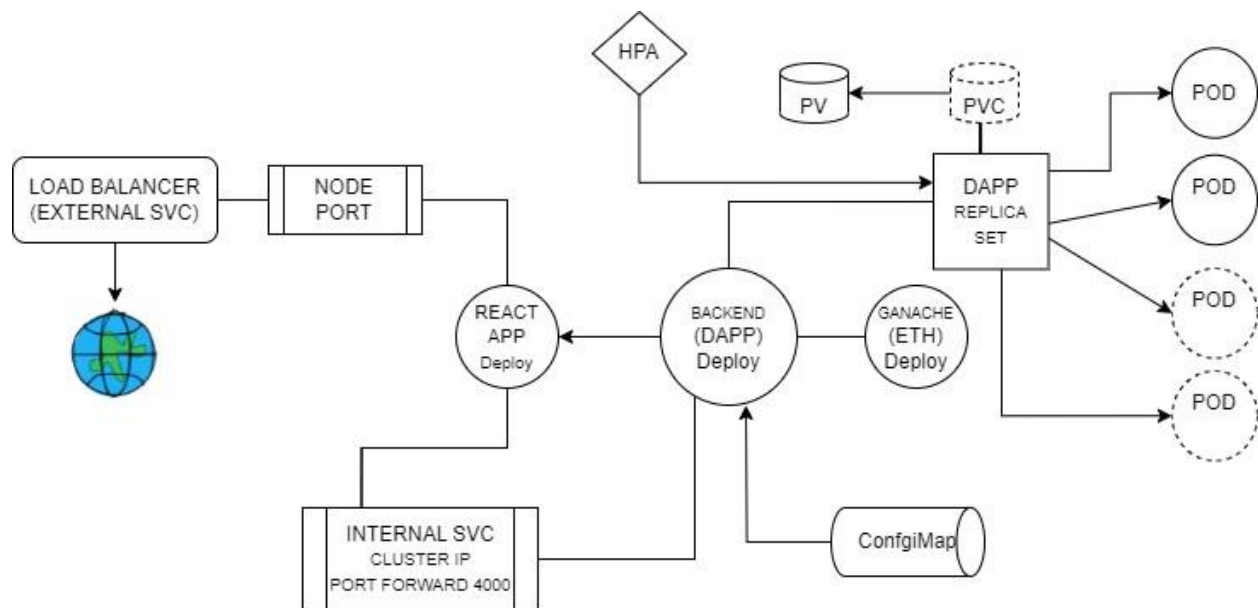 HPA
PV
PVC
POD
LOAD BALANCER
(EXTERNAL SVC)
NODE
PORT
DAPP
REPLICA
SET
POD
REACT
APP
Deploy
BACKEND
(DAPP)
Deploy
GANACHE
(ETH)
Deploy
POD
POD
INTERNAL SVC
CLUSTER IP
PORT FORWARD 4000
ConfgiMap